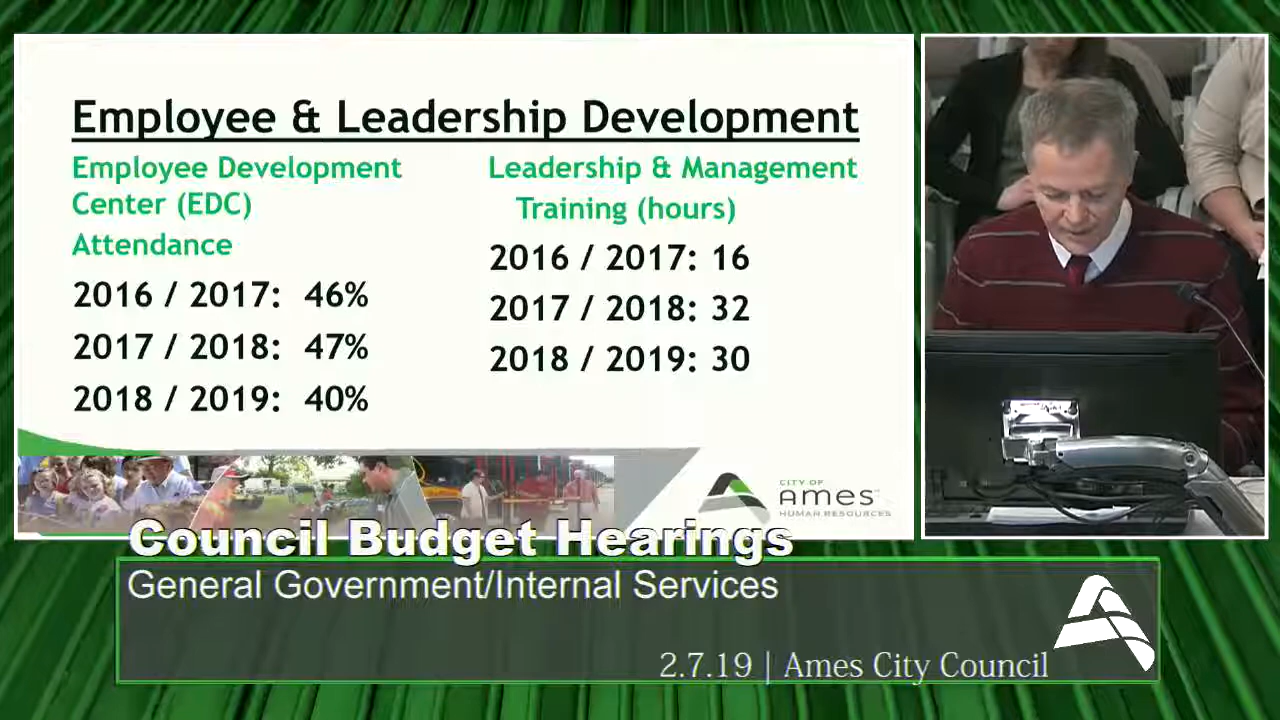 Employee & Leadership Development
Employee Development
Center (EDC)
Attendance
2016 / 2017: 46%
2017 / 2018: 47%
2018 / 2019: 40%
Leadership & Management
Training (hours)
2016 / 2017: 16
2017 / 2018: 32
2018 / 2019: 30
CITY OF
AMES
HUMAN RESOURCES
Council Budget Hearings
General Government/Internal Services
2.7.19 | Ames City Council